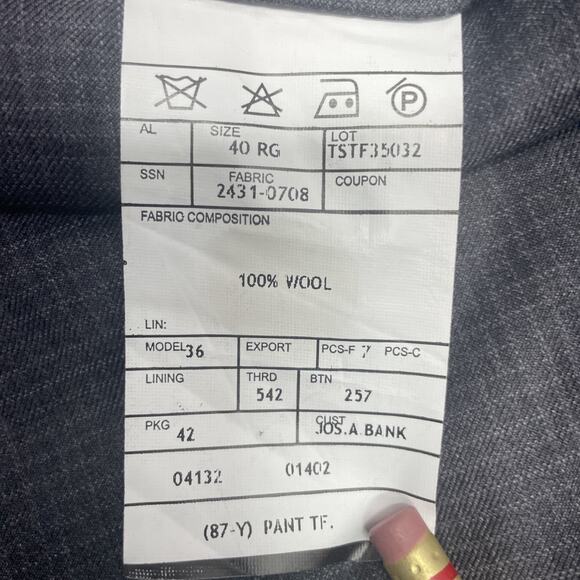 P
AL SIZE LOT
40 RG TSTF35032
SSN FABRIC COUPON
2431-0708
FABRIC COMPOSITION
100% WOOL
LIN:
MODEL 36 EXPORT PCS-F 7 PCS-C
LINING THRD BTN
542 257
PKG 42 CUST
JOS.A.BANK
04132 01402
(87-Y) PANT TF.